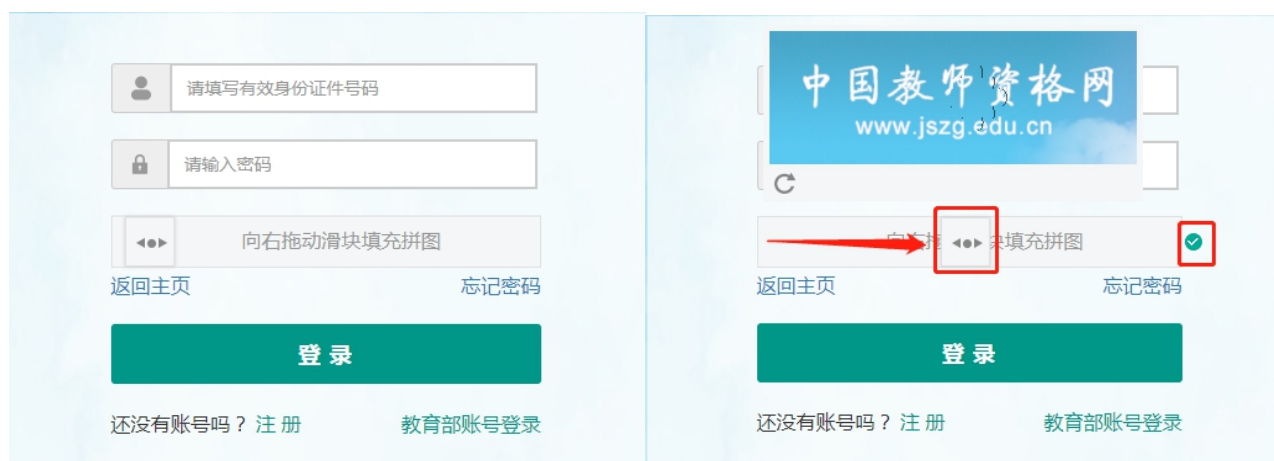 请填写有效身份证件号码
请输入密码
向右拖动滑块填充拼图
返回主页
忘记密码
登 录
还没有账号吗？注 册
教育部账号登录
中国教师资格网
www.jszg.edu.cn
块填充拼图
返回主页
忘记密码
登 录
还没有账号吗？注 册
教育部账号登录